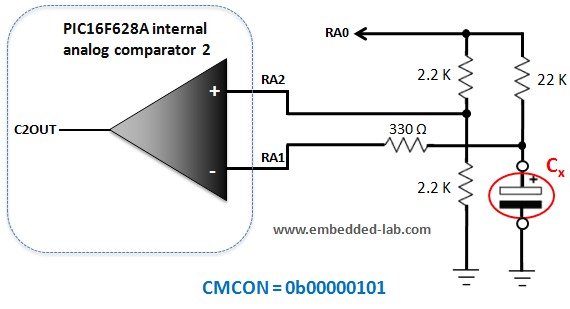 PIC16F628A internal
analog comparator 2
RA0
2.2 K
22 K
+
RA2
C2OUT
330 Ω
-
RA1
Cx
+
2.2 K
www.embedded-lab.com
CMCON = 0b00000101